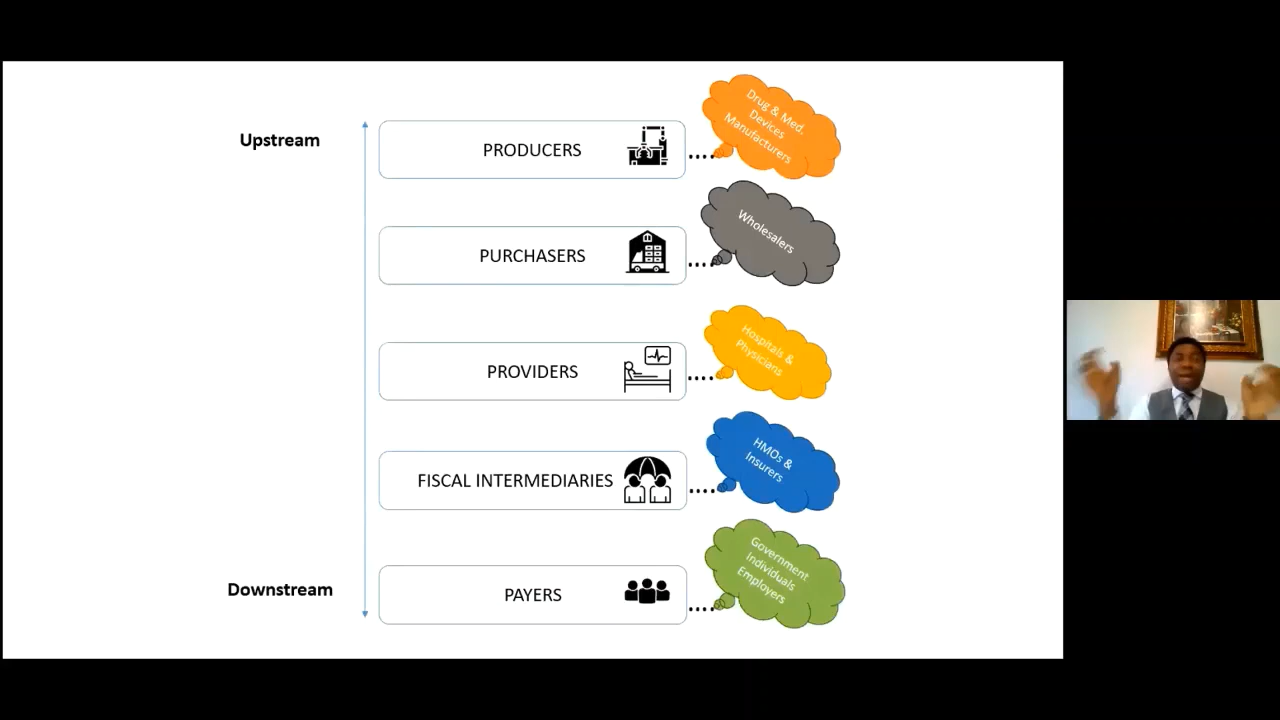 Upstream
PRODUCERS
Drug & Med.
Devices
Manufacturers
PURCHASERS
Wholesalers
PROVIDERS
Hospitals &
Physicians
FISCAL INTERMEDIARIES
HMOs &
Insurers
Downstream
PAYERS
Government
Individuals
Employers